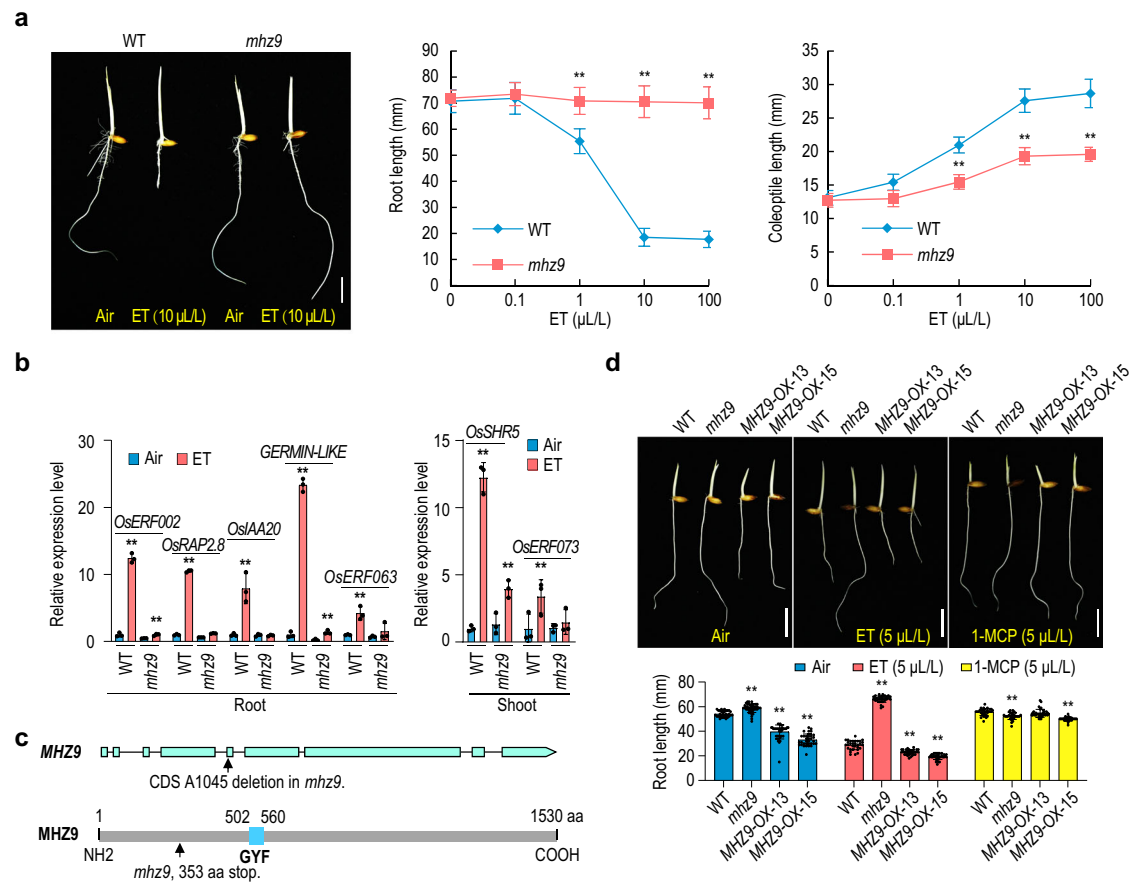 a
WT mhz9
Air ET (10 µL/L) Air ET (10 µL/L)
Root length (mm)
90
80
70
60
50
40
30
20
10
0
** ** **
WT
mhz9
0 0.1 1 10 100
ET (µL/L)
Coleoptile length (mm)
35
30
25
20
15
10
5
0
** ** **
WT
mhz9
0 0.1 1 10 100
ET (µL/L)
b
Relative expression level
30
20
10
0
Air ET
OsERF002
OsRAP2.8
OsIAA20
GERMIN-LIKE
OsERF063
** ** ** ** ** ** **
WT mhz9 WT mhz9 WT mhz9 WT mhz9 WT mhz9
Root
Relative expression level
15
10
5
0
Air
ET
OsSHR5
OsERF073
** ** **
WT mhz9 WT mhz9
Shoot
c
MHZ9
CDS A1045 deletion in mhz9.
1 502 560 1530 aa
MHZ9
NH2 GYF COOH
mhz9, 353 aa stop.
d
WT mhz9 MHZ9-OX-13 MHZ9-OX-15 WT mhz9 MHZ9-OX-13 MHZ9-OX-15 WT mhz9 MHZ9-OX-13 MHZ9-OX-15
Air ET (5 µL/L) 1-MCP (5 µL/L)
Air ET (5 µL/L) 1-MCP (5 µL/L)
Root length (mm)
80
60
40
20
0
** ** ** ** ** ** ** **
WT mhz9 MHZ9-OX-13 MHZ9-OX-15 WT mhz9 MHZ9-OX-13 MHZ9-OX-15 WT mhz9 MHZ9-OX-13 MHZ9-OX-15